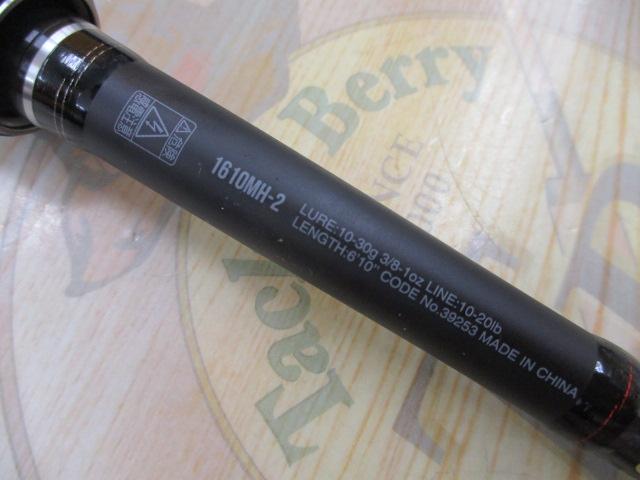 1610MH-2
LURE:10-30g 3/8-1oz LINE:10-20lb
LENGTH:6'10" CODE No.39253 MADE IN CHINA
Tackle
Berry